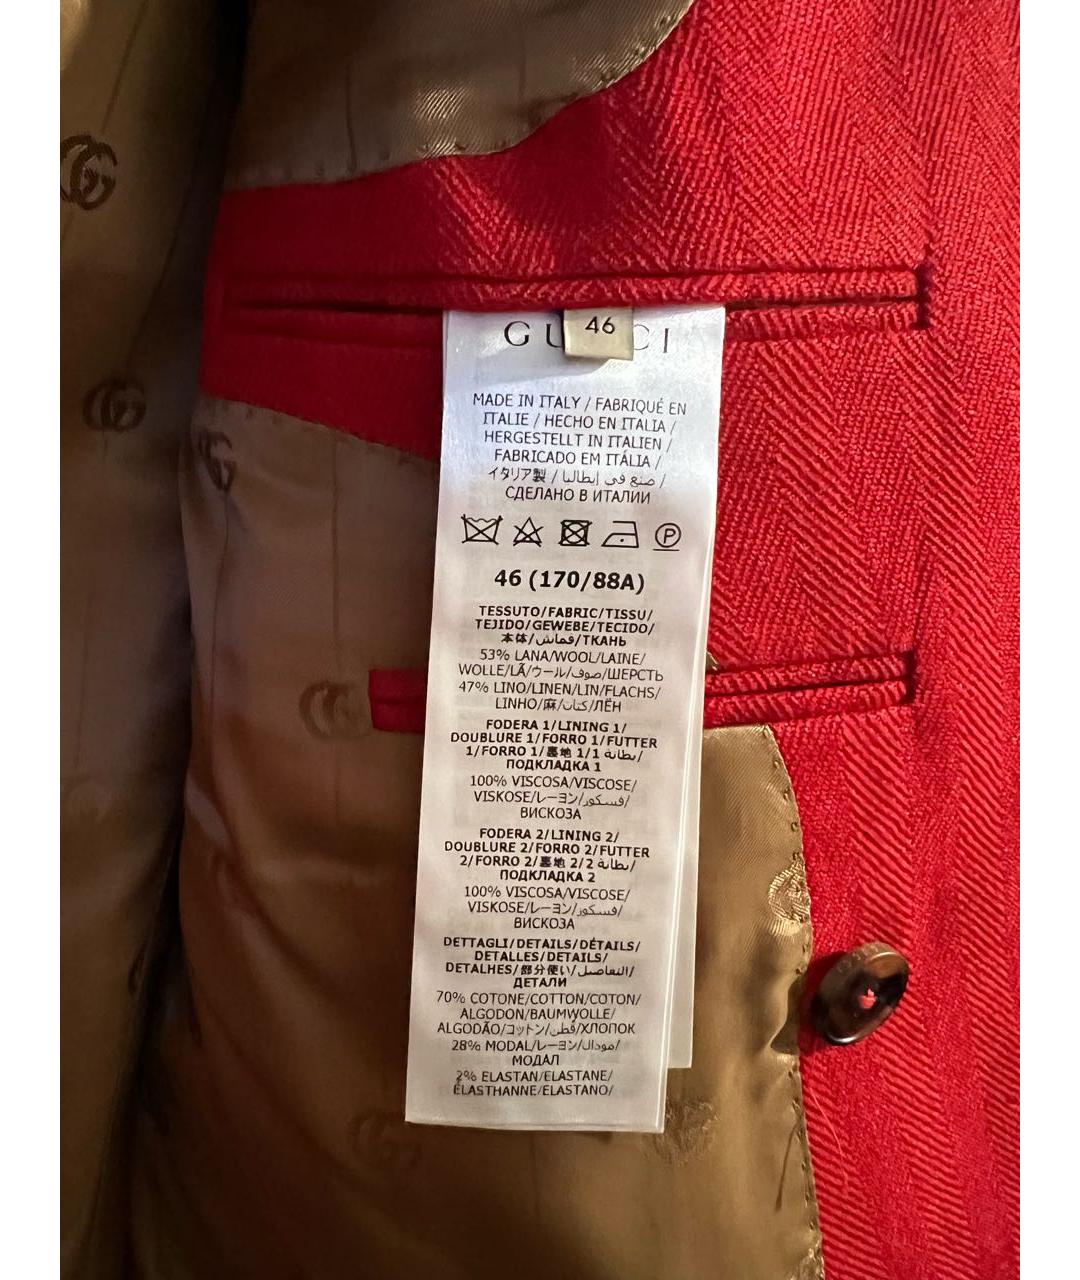 GU CI
46
MADE IN ITALY / FABRIQUÉ EN
ITALIE / HECHO EN ITALIA /
HERGESTELLT IN ITALIEN /
FABRICADO EM ITÁLIA /
イタリア製 / صنع في إيطاليا /
СДЕЛАНО В ИТАЛИИ
P
46 (170/88A)
TESSUTO/FABRIC/TISSU/
TEJIDO/GEWEBE/TECIDO/
本体/قماش/ТКАНЬ
53% LANA/WOOL/LAINE/
WOLLE/LÃ/ウール/صوف/ШЕРСТЬ
47% LINO/LINEN/LIN/FLACHS/
LINHO/麻/كتان/ЛЁН
FODERA 1/LINING 1/
DOUBLURE 1/FORRO 1/FUTTER
1/FORRO 1/裏地 1/1 بطانة/
ПОДКЛАДКА 1
100% VISCOSA/VISCOSE/
VISKOSE/レーヨン/فسكوز/
ВИСКОЗА
FODERA 2/LINING 2/
DOUBLURE 2/FORRO 2/FUTTER
2/FORRO 2/裏地 2/2 بطانة/
ПОДКЛАДКА 2
100% VISCOSA/VISCOSE/
VISKOSE/レーヨン/فسكوز/
ВИСКОЗА
DETTAGLI/DETAILS/DÉTAILS/
DETALLES/DETAILS/
DETALHES/部分使い/التفاصيل/
ДЕТАЛИ
70% COTONE/COTTON/COTON/
ALGODON/BAUMWOLLE/
ALGODÃO/コットン/قطن/ХЛОПОК
28% MODAL/レーヨン/مودال/
МОДАЛ
2% ELASTAN/ELASTANE/
ÉLASTHANNE/ELASTANO/